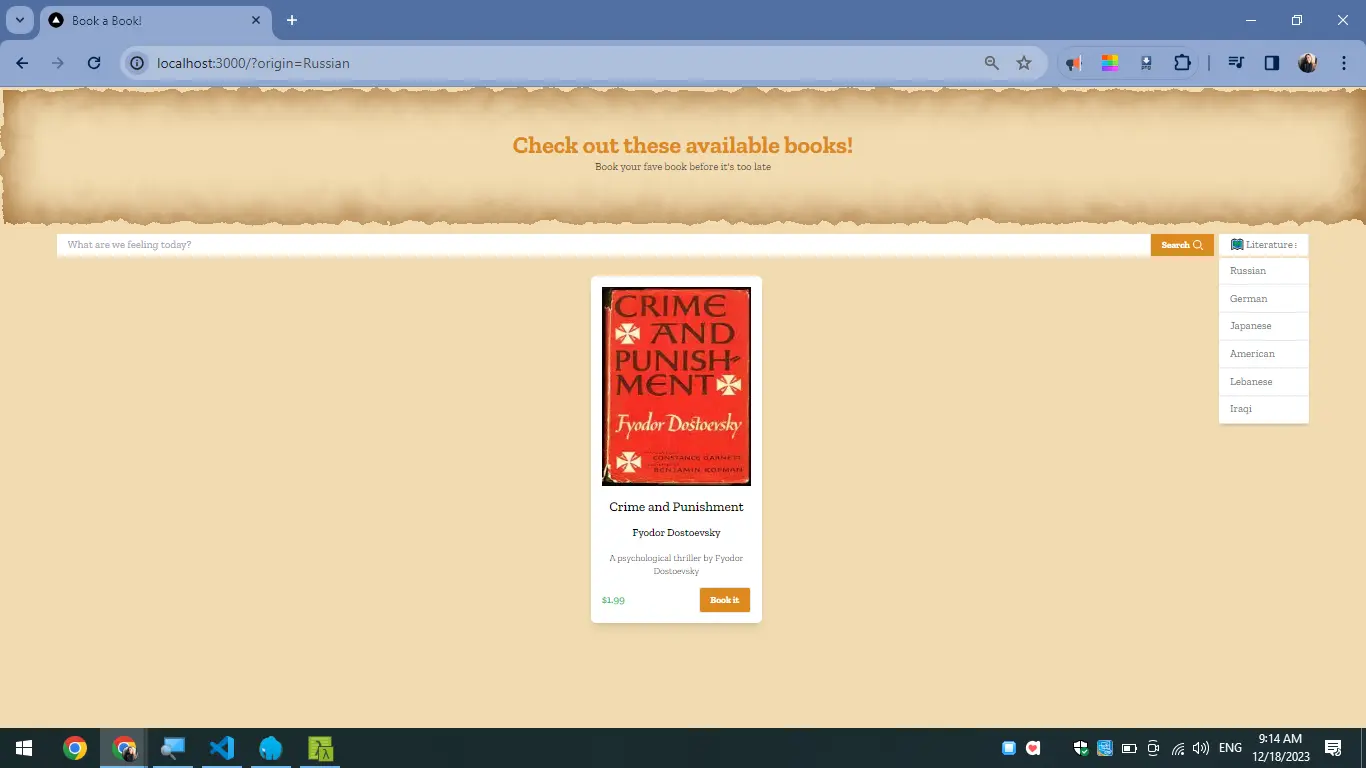 Book a Book!
localhost:3000/?origin=Russian
Check out these available books!
Book your fave book before it's too late
What are we feeling today?
Search
Literature :
Russian
German
Japanese
American
Lebanese
Iraqi
CRIME
AND
PUNISH-
MENT
Fyodor Dostoevsky
CONSTANCE GARNETT
BENJAMIN KOPMAN
Crime and Punishment
Fyodor Dostoevsky
A psychological thriller by Fyodor
Dostoevsky
$1.99
Book it
ENG
9:14 AM
12/18/2023